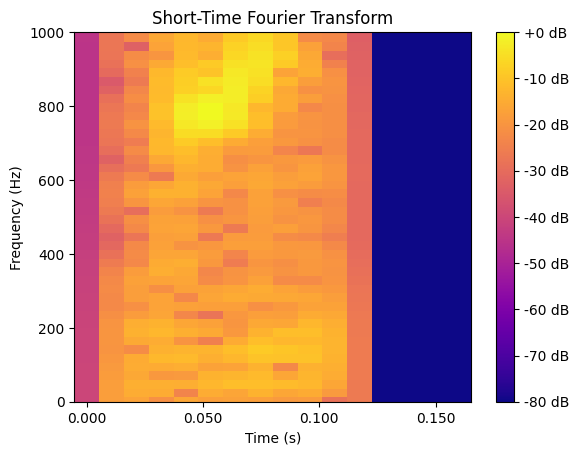 Short-Time Fourier Transform
1000
800
600
400
200
0
Frequency (Hz)
0.000
0.050
0.100
0.150
Time (s)
+0 dB
-10 dB
-20 dB
-30 dB
-40 dB
-50 dB
-60 dB
-70 dB
-80 dB